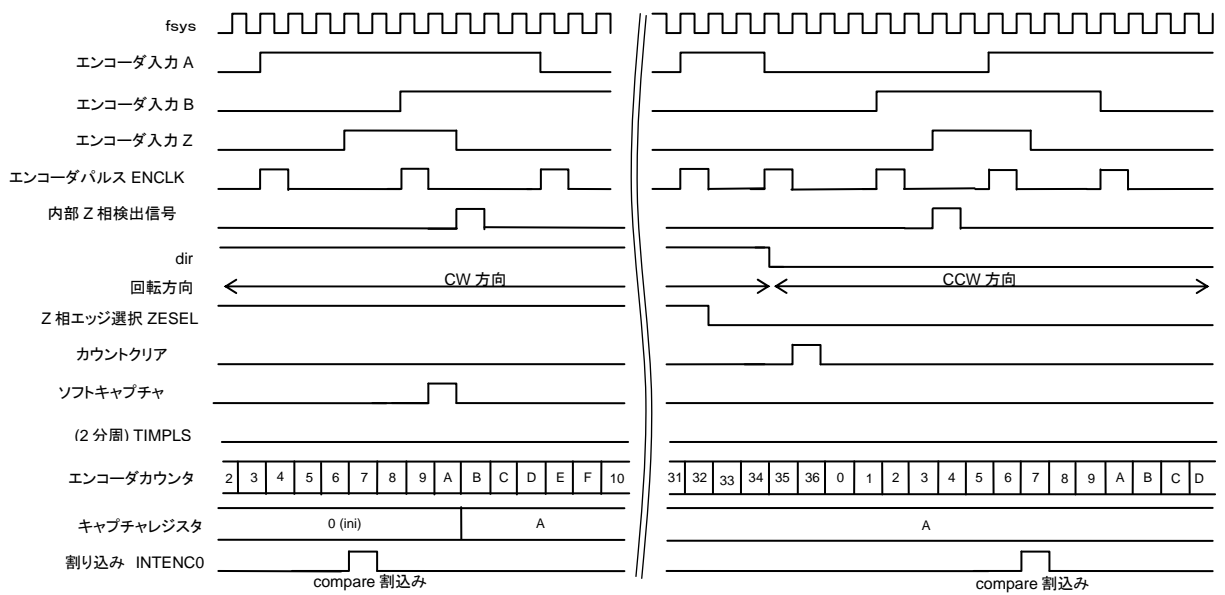 fsys
エンコーダ入力 A
エンコーダ入力 B
エンコーダ入力 Z
エンコーダパルス ENCLK
内部 Z 相検出信号
dir
回転方向 CW 方向 CCW 方向
Z 相エッジ選択 ZESEL
カウントクリア
ソフトキャプチャ
(2 分周) TIMPLS
エンコーダカウンタ 2 3 4 5 6 7 8 9 A B C D E F 10 31 32 33 34 35 36 0 1 2 3 4 5 6 7 8 9 A B C D
キャプチャレジスタ 0 (ini) A A
割り込み INTENC0
compare 割込み compare 割込み